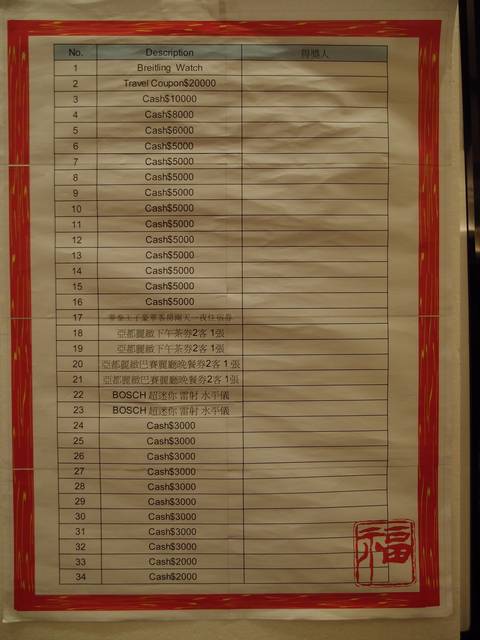 No. Description 得獎人
1 Breitling Watch
2 Travel Coupon$20000
3 Cash$10000
4 Cash$8000
5 Cash$6000
6 Cash$5000
7 Cash$5000
8 Cash$5000
9 Cash$5000
10 Cash$5000
11 Cash$5000
12 Cash$5000
13 Cash$5000
14 Cash$5000
15 Cash$5000
16 Cash$5000
17
18 亞都麗緻下午茶券2客 1張
19 亞都麗緻下午茶券2客 1張
20 亞都麗緻巴賽麗廳晚餐券2客 1張
21 亞都麗緻巴賽麗廳晚餐券2客 1張
22 BOSCH 超迷你 雷射 水平儀
23 BOSCH 超迷你 雷射 水平儀
24 Cash$3000
25 Cash$3000
26 Cash$3000
27 Cash$3000
28 Cash$3000
29 Cash$3000
30 Cash$3000
31 Cash$3000
32 Cash$3000
33 Cash$2000
34 Cash$2000
福